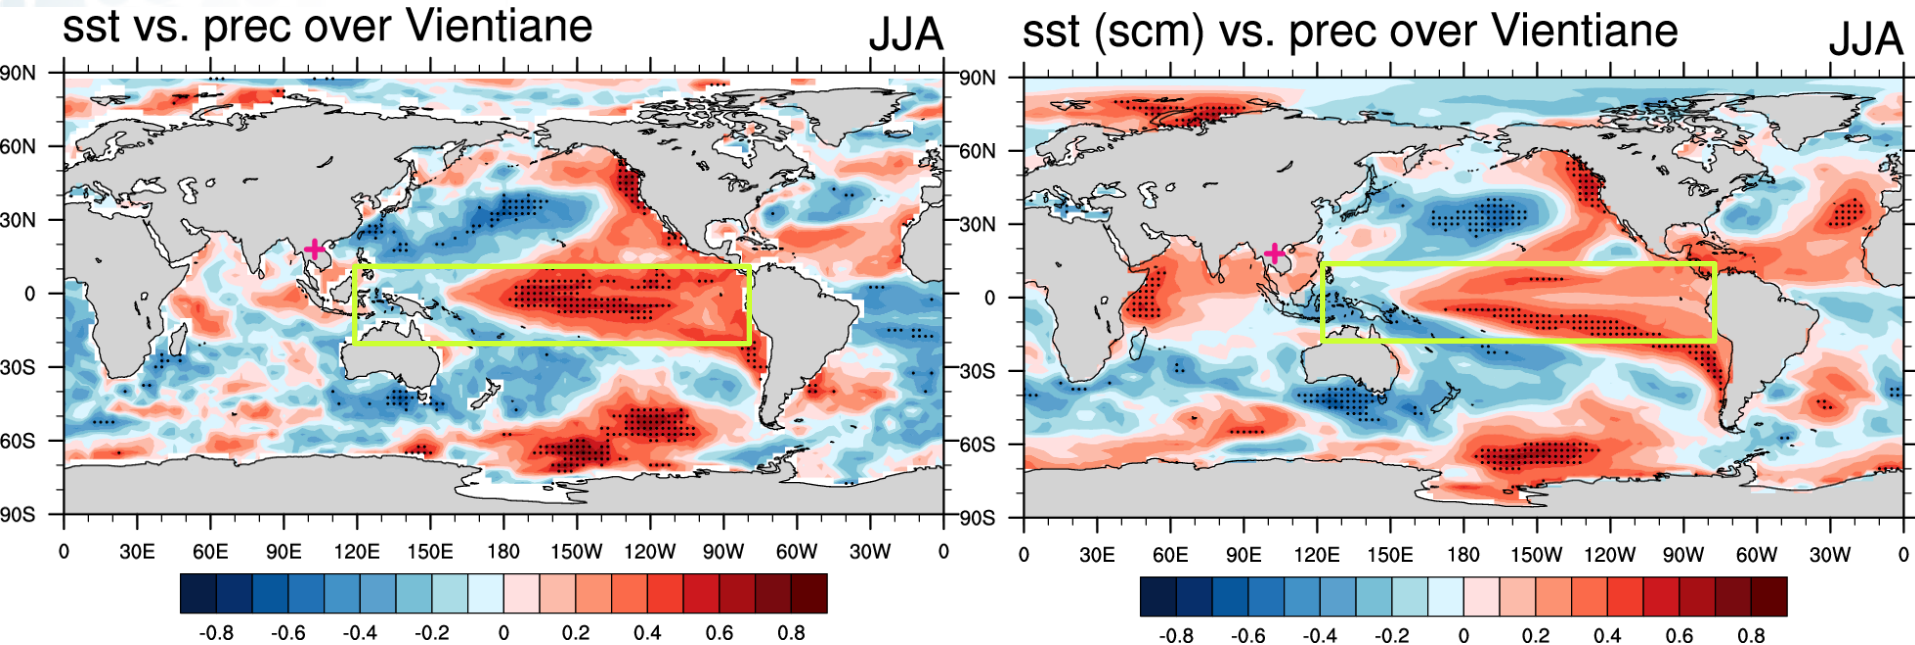 sst vs. prec over Vientiane JJA
90N
60N
30N
0
30S
60S
90S
0 30E 60E 90E 120E 150E 180 150W 120W 90W 60W 30W 0
-0.8 -0.6 -0.4 -0.2 0 0.2 0.4 0.6 0.8
sst (scm) vs. prec over Vientiane JJA
90N
60N
30N
0
30S
60S
90S
0 30E 60E 90E 120E 150E 180 150W 120W 90W 60W 30W 0
-0.8 -0.6 -0.4 -0.2 0 0.2 0.4 0.6 0.8